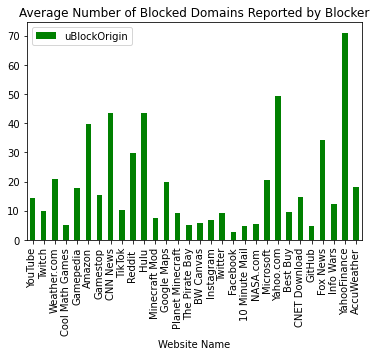 Average Number of Blocked Domains Reported by Blocker
uBlockOrigin
70
60
50
40
30
20
10
0
YouTube
Twitch
Weather.com
Cool Math Games
Gamepedia
Amazon
Gamestop
CNN News
TikTok
Reddit
Hulu
Minecraft Mod
Google Maps
Planet Minecraft
The Pirate Bay
BW Canvas
Instagram
Twitter
Facebook
10 Minute Mail
NASA.com
Microsoft
Yahoo.com
Best Buy
CNET Download
GitHub
Fox News
Info Wars
YahooFinance
AccuWeather
Website Name